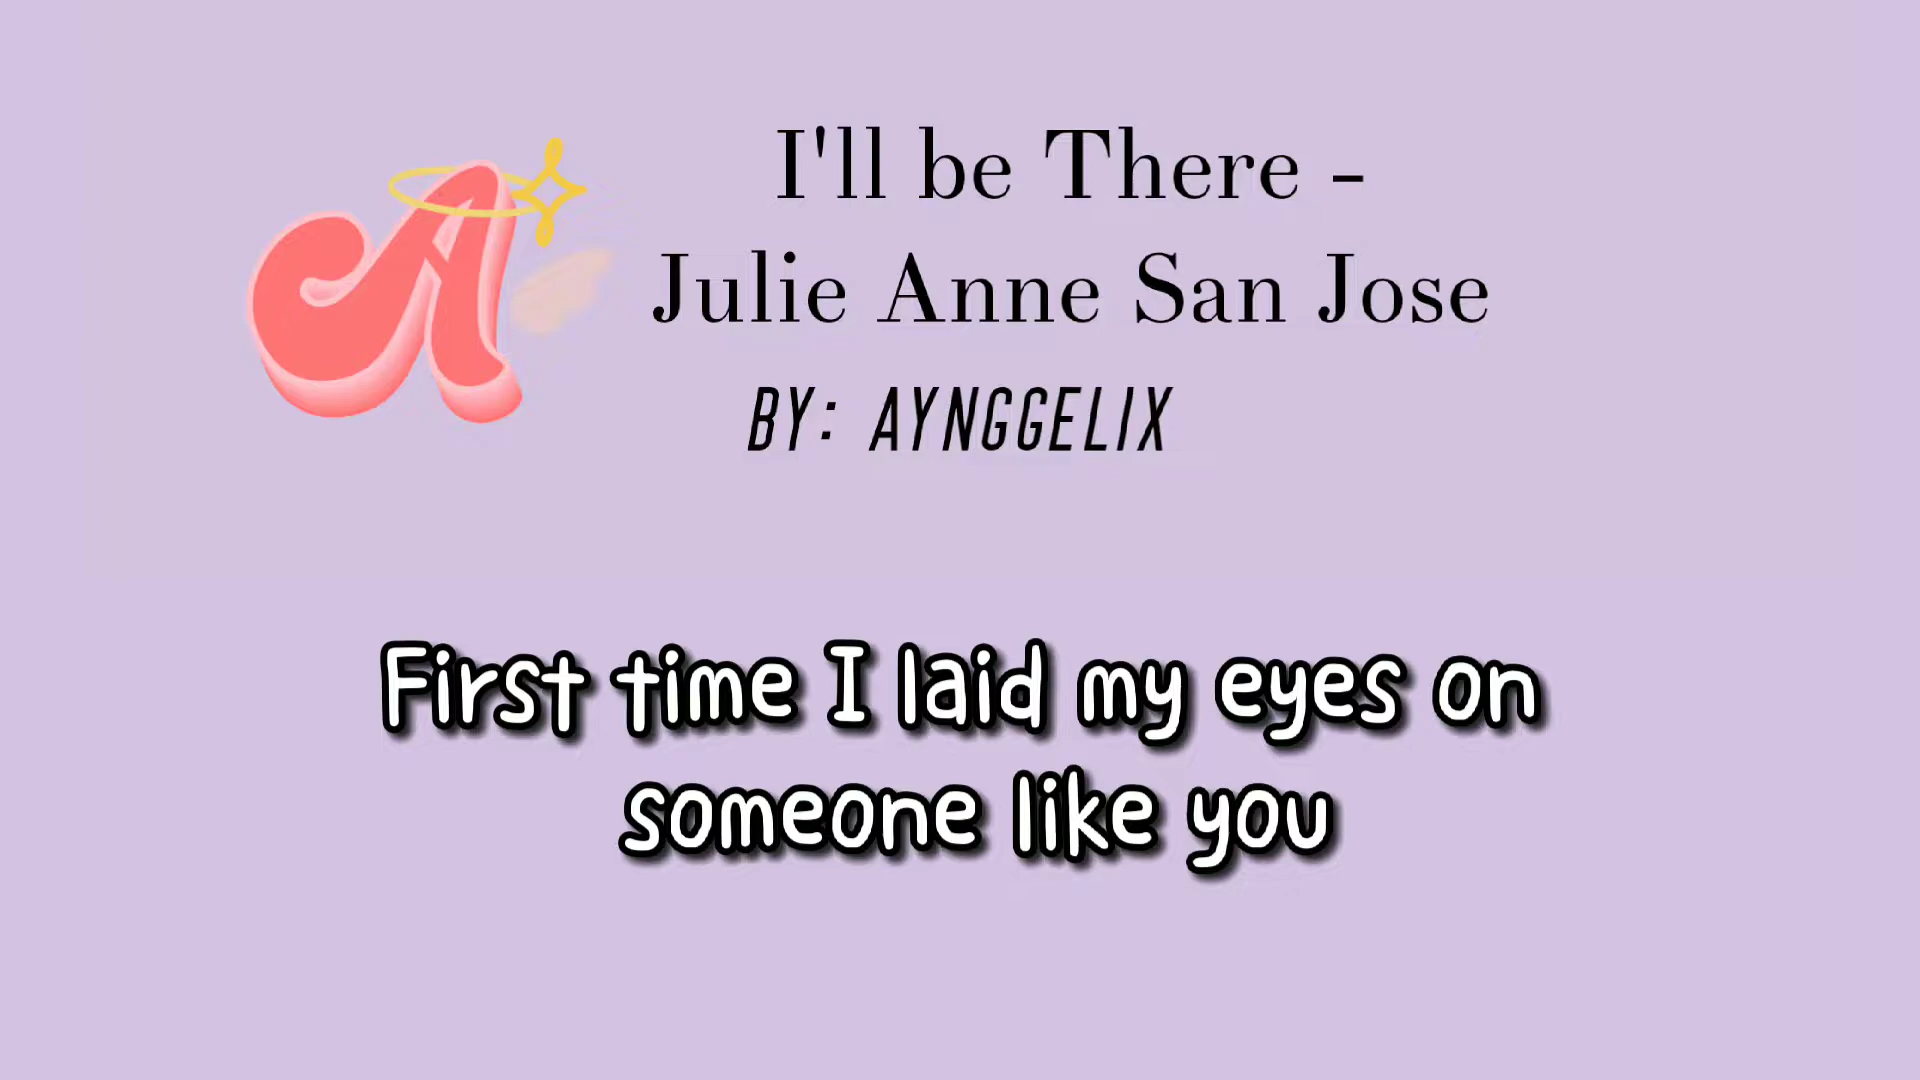 A
I'll be There -
Julie Anne San Jose
BY: AYNGGELIX
First time I laid my eyes on
someone like you